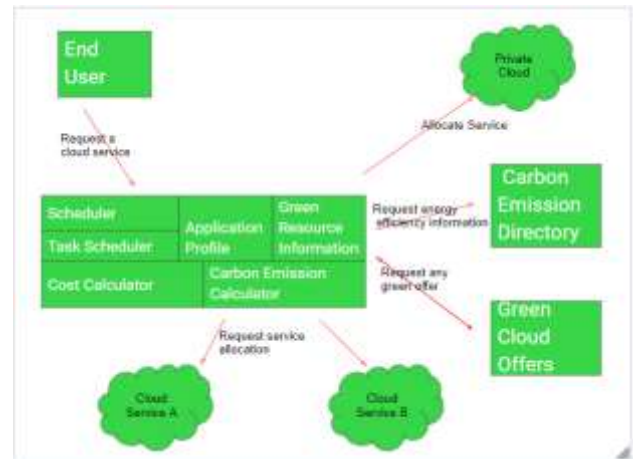 End
User
Private
Cloud
Request a
cloud service
Allocate Service
Scheduler
Task Scheduler
Application
Profile
Green
Resource
Information
Cost Calculator
Carbon Emission
Calculator
Request energy
efficiency information
Carbon
Emission
Directory
Request any
green offer
Green
Cloud
Offers
Request service
allocation
Cloud
Service A
Cloud
Service B